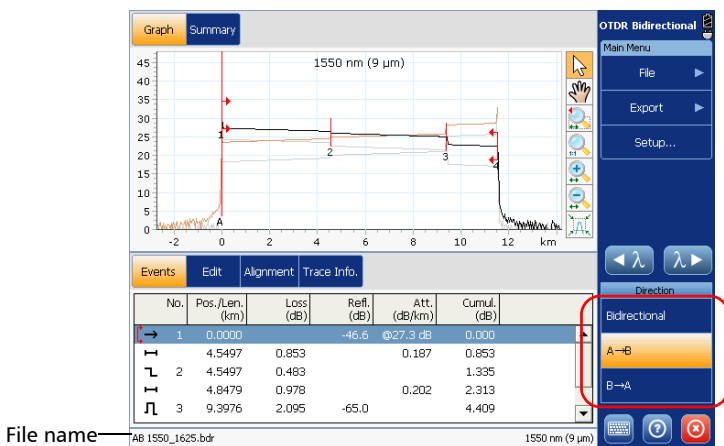 Graph Summary
OTDR Bidirectional
Main Menu
File
Export
Setup...
1550 nm (9 µm)
45
40
35
30
25
20
15
10
5
0
1
2
3
4
A
-2 0 2 4 6 8 10 12 km
1:1
◄ λ λ ►
Direction
Bidirectional
A→B
B→A
Events Edit Alignment Trace Info.
No. Pos./Len. (km) Loss (dB) Refl. (dB) Att. (dB/km) Cumul. (dB)
1 0.0000 -46.6 @27.3 dB 0.000
4.5497 0.853 0.187 0.853
2 4.5497 0.483 1.335
4.8479 0.978 0.202 2.313
3 9.3976 2.095 -65.0 4.409
File name
AB 1550_1625.bdr 1550 nm (9 µm)